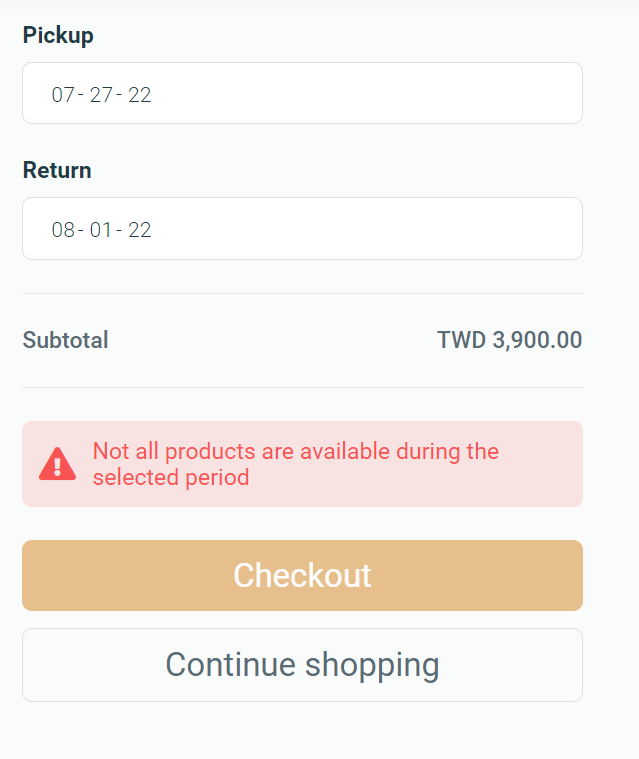 Pickup
07- 27- 22
Return
08- 01- 22
Subtotal TWD 3,900.00
Not all products are available during the
selected period
Checkout
Continue shopping